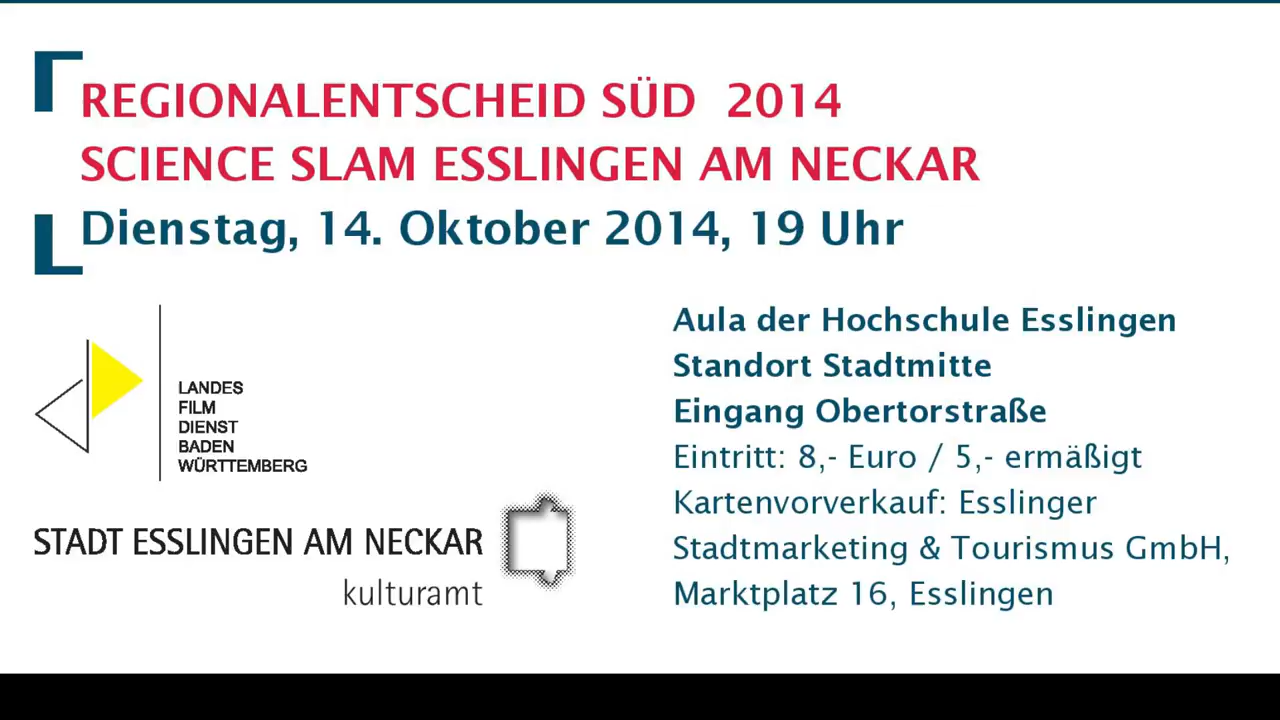 REGIONALENTSCHEID SÜD 2014
SCIENCE SLAM ESSLINGEN AM NECKAR
Dienstag, 14. Oktober 2014, 19 Uhr
LANDES
FILM
DIENST
BADEN
WÜRTTEMBERG
STADT ESSLINGEN AM NECKAR
kulturamt
Aula der Hochschule Esslingen
Standort Stadtmitte
Eingang Obertorstraße
Eintritt: 8,- Euro / 5,- ermäßigt
Kartenvorverkauf: Esslinger
Stadtmarketing & Tourismus GmbH,
Marktplatz 16, Esslingen